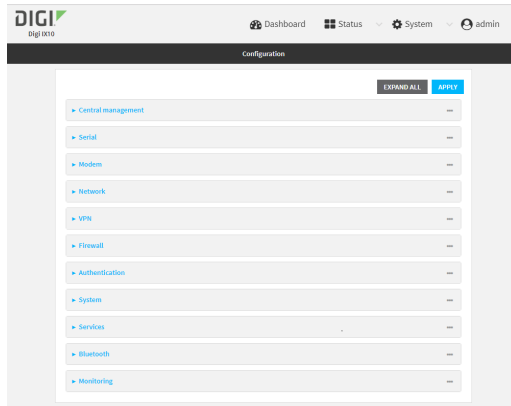 DIGI
Digi IX10
Dashboard Status System admin
Configuration
EXPAND ALL APPLY
Central management
Serial
Modem
Network
VPN
Firewall
Authentication
System
Services
Bluetooth
Monitoring